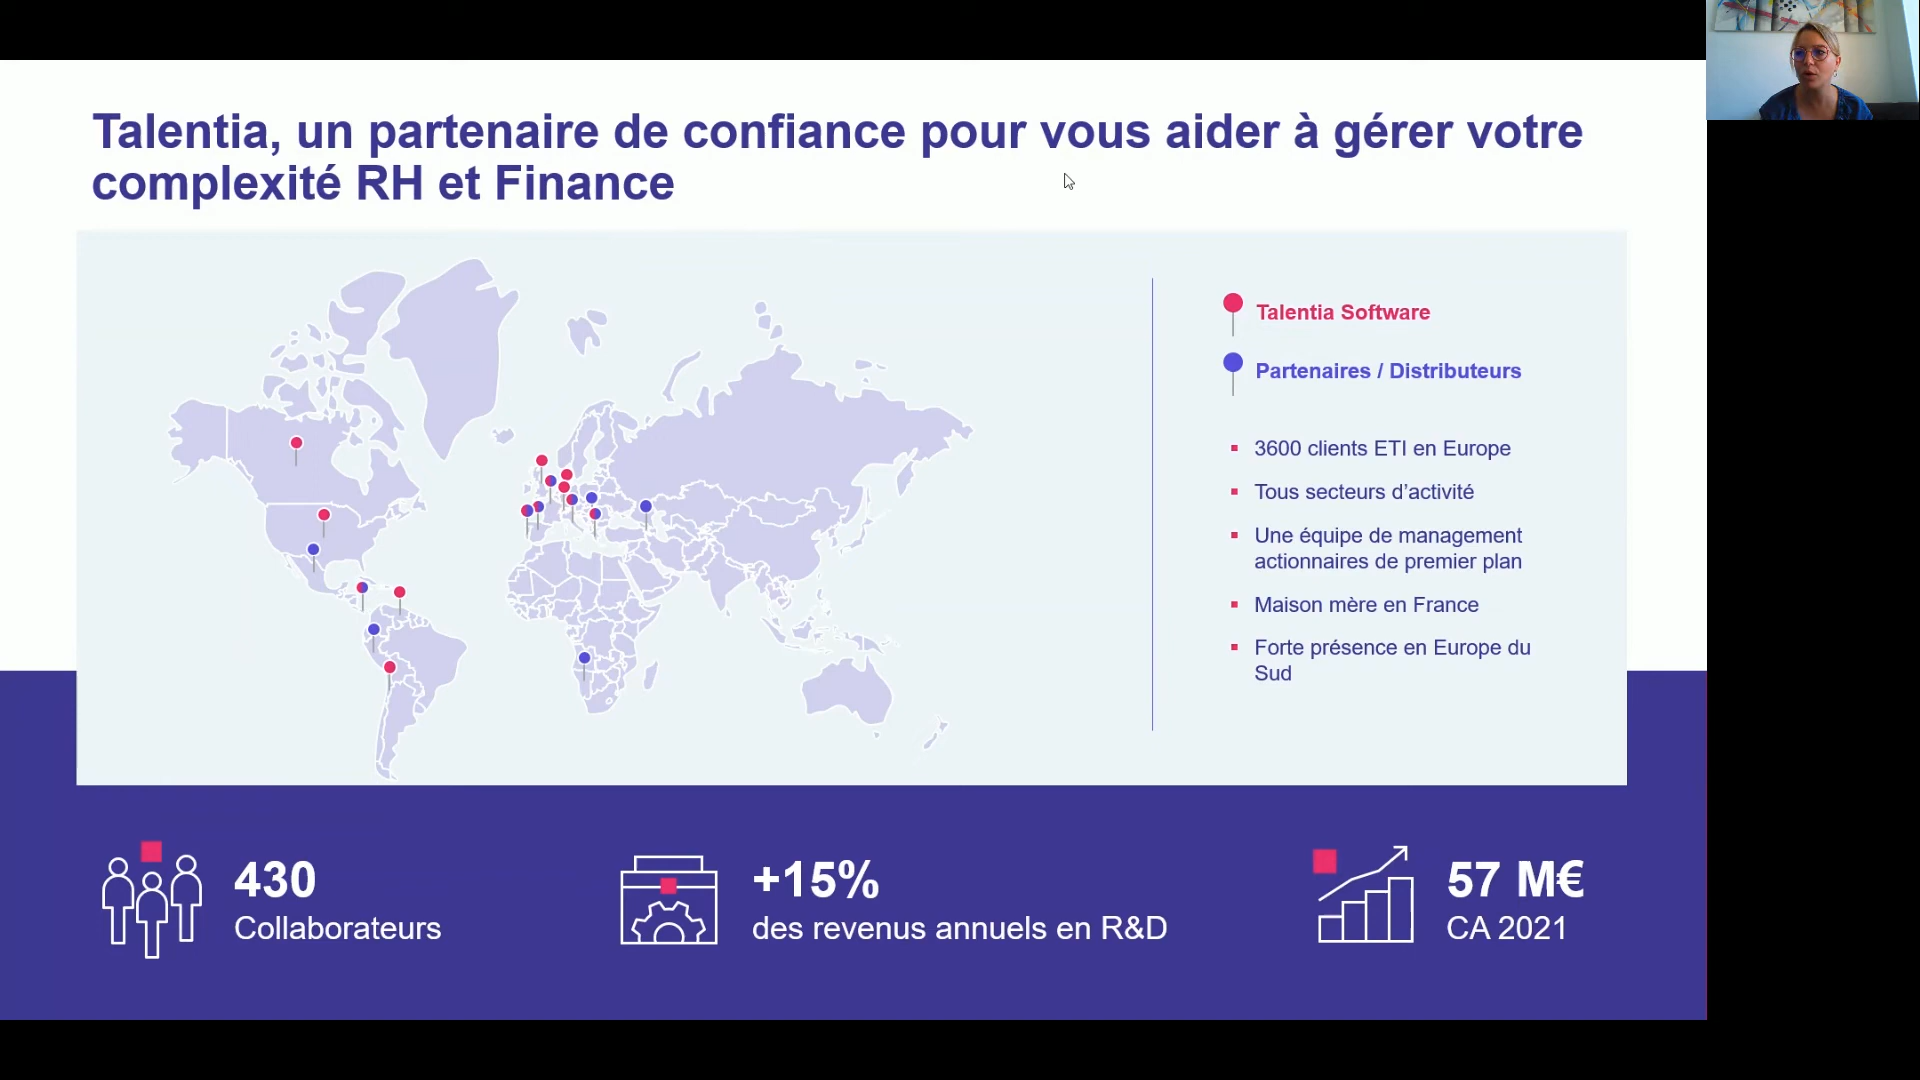 Talentia, un partenaire de confiance pour vous aider à gérer votre
complexité RH et Finance
Talentia Software
Partenaires / Distributeurs
▪ 3600 clients ETI en Europe
▪ Tous secteurs d’activité
▪ Une équipe de management
actionnaires de premier plan
▪ Maison mère en France
▪ Forte présence en Europe du
Sud
430
Collaborateurs
+15%
des revenus annuels en R&D
57 M€
CA 2021